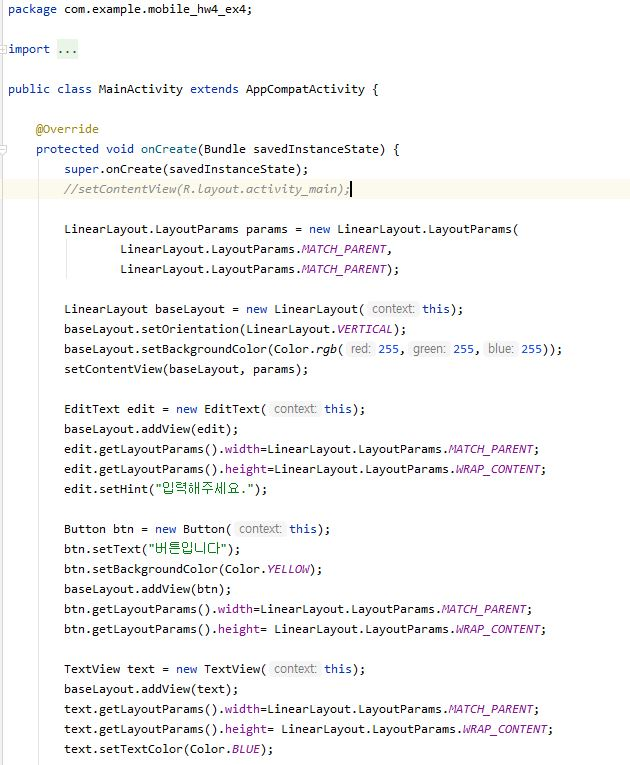 package com.example.mobile_hw4_ex4;
import ...
public class MainActivity extends AppCompatActivity {
@Override
protected void onCreate(Bundle savedInstanceState) {
super.onCreate(savedInstanceState);
//setContentView(R.layout.activity_main);
LinearLayout.LayoutParams params = new LinearLayout.LayoutParams(
LinearLayout.LayoutParams.MATCH_PARENT,
LinearLayout.LayoutParams.MATCH_PARENT);
LinearLayout baseLayout = new LinearLayout( context: this);
baseLayout.setOrientation(LinearLayout.VERTICAL);
baseLayout.setBackgroundColor(Color.rgb( red: 255, green: 255, blue: 255));
setContentView(baseLayout, params);
EditText edit = new EditText( context: this);
baseLayout.addView(edit);
edit.getLayoutParams().width=LinearLayout.LayoutParams.MATCH_PARENT;
edit.getLayoutParams().height=LinearLayout.LayoutParams.WRAP_CONTENT;
edit.setHint("입력해주세요.");
Button btn = new Button( context: this);
btn.setText("버튼입니다");
btn.setBackgroundColor(Color.YELLOW);
baseLayout.addView(btn);
btn.getLayoutParams().width=LinearLayout.LayoutParams.MATCH_PARENT;
btn.getLayoutParams().height= LinearLayout.LayoutParams.WRAP_CONTENT;
TextView text = new TextView( context: this);
baseLayout.addView(text);
text.getLayoutParams().width=LinearLayout.LayoutParams.MATCH_PARENT;
text.getLayoutParams().height= LinearLayout.LayoutParams.WRAP_CONTENT;
text.setTextColor(Color.BLUE);